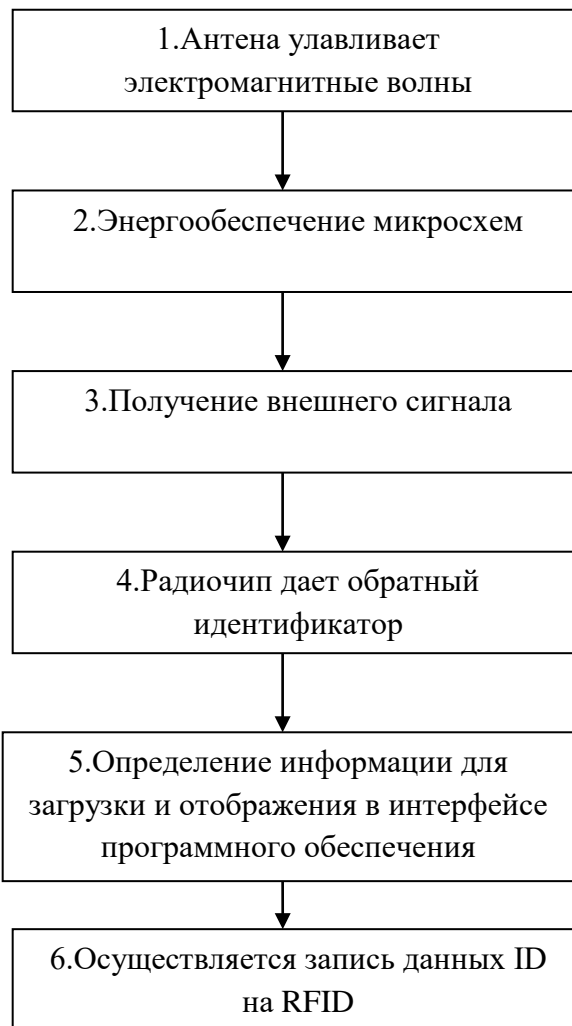 1.Антена улавливает
электромагнитные волны
2.Энергообеспечение микросхем
3.Получение внешнего сигнала
4.Радиочип дает обратный
идентификатор
5.Определение информации для
загрузки и отображения в интерфейсе
программного обеспечения
6.Осуществляется запись данных ID
на RFID